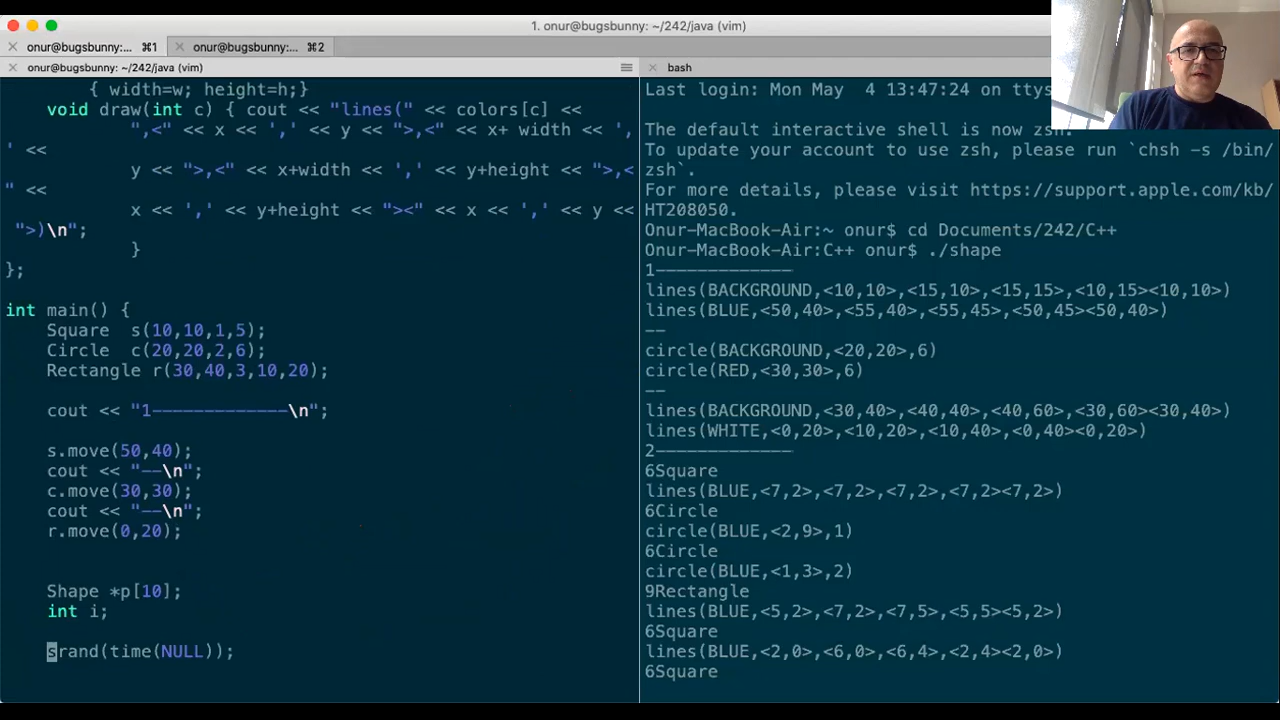 1. onur@bugsbunny: ~/242/java (vim)
onur@bugsbunny:... ⌘1
onur@bugsbunny: ~/242/... ⌘2
onur@bugsbunny: ~/242/java (vim)
{ width=w; height=h;}
void draw(int c) { cout << "lines(" << colors[c] <<
",<" << x << ',' << y << ">,<" << x+ width << ',
' <<
y << ">,<" << x+width << ',' << y+height << ">,<
" <<
x << ',' << y+height << "><" << x << ',' << y <<
">)\n";
}
};
int main() {
Square  s(10,10,1,5);
Circle  c(20,20,2,6);
Rectangle r(30,40,3,10,20);
cout << "1-------------\n";
s.move(50,40);
cout << "--\n";
c.move(30,30);
cout << "--\n";
r.move(0,20);
Shape *p[10];
int i;
srand(time(NULL));
bash
Last login: Mon May  4 13:47:24 on ttys
The default interactive shell is now zsh.
To update your account to use zsh, please run `chsh -s /bin/
zsh`.
For more details, please visit https://support.apple.com/kb/
HT208050.
Onur-MacBook-Air:~ onur$ cd Documents/242/C++
Onur-MacBook-Air:C++ onur$ ./shape
1-------------
lines(BACKGROUND,<10,10>,<15,10>,<15,15>,<10,15><10,10>)
lines(BLUE,<50,40>,<55,40>,<55,45>,<50,45><50,40>)
--
circle(BACKGROUND,<20,20>,6)
circle(RED,<30,30>,6)
--
lines(BACKGROUND,<30,40>,<40,40>,<40,60>,<30,60><30,40>)
lines(WHITE,<0,20>,<10,20>,<10,40>,<0,40><0,20>)
2-------------
6Square
lines(BLUE,<7,2>,<7,2>,<7,2>,<7,2><7,2>)
6Circle
circle(BLUE,<2,9>,1)
6Circle
circle(BLUE,<1,3>,2)
9Rectangle
lines(BLUE,<5,2>,<7,2>,<7,5>,<5,5><5,2>)
6Square
lines(BLUE,<2,0>,<6,0>,<6,4>,<2,4><2,0>)
6Square